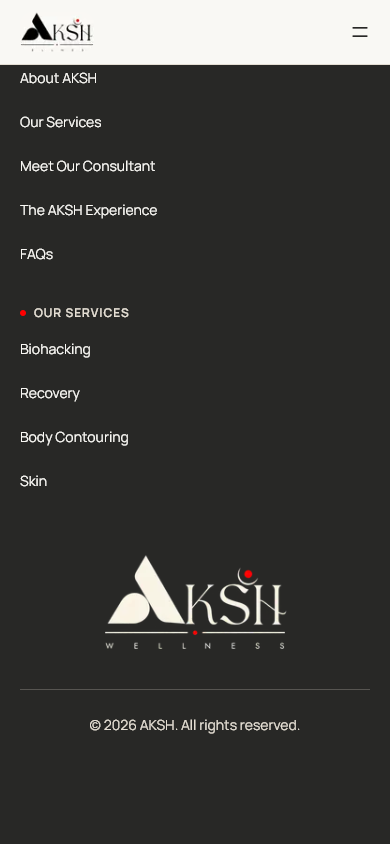 AKSH
WELLNESS
About AKSH
Our Services
Meet Our Consultant
The AKSH Experience
FAQs
OUR SERVICES
Biohacking
Recovery
Body Contouring
Skin
AKSH
WELLNESS
© 2026 AKSH. All rights reserved.